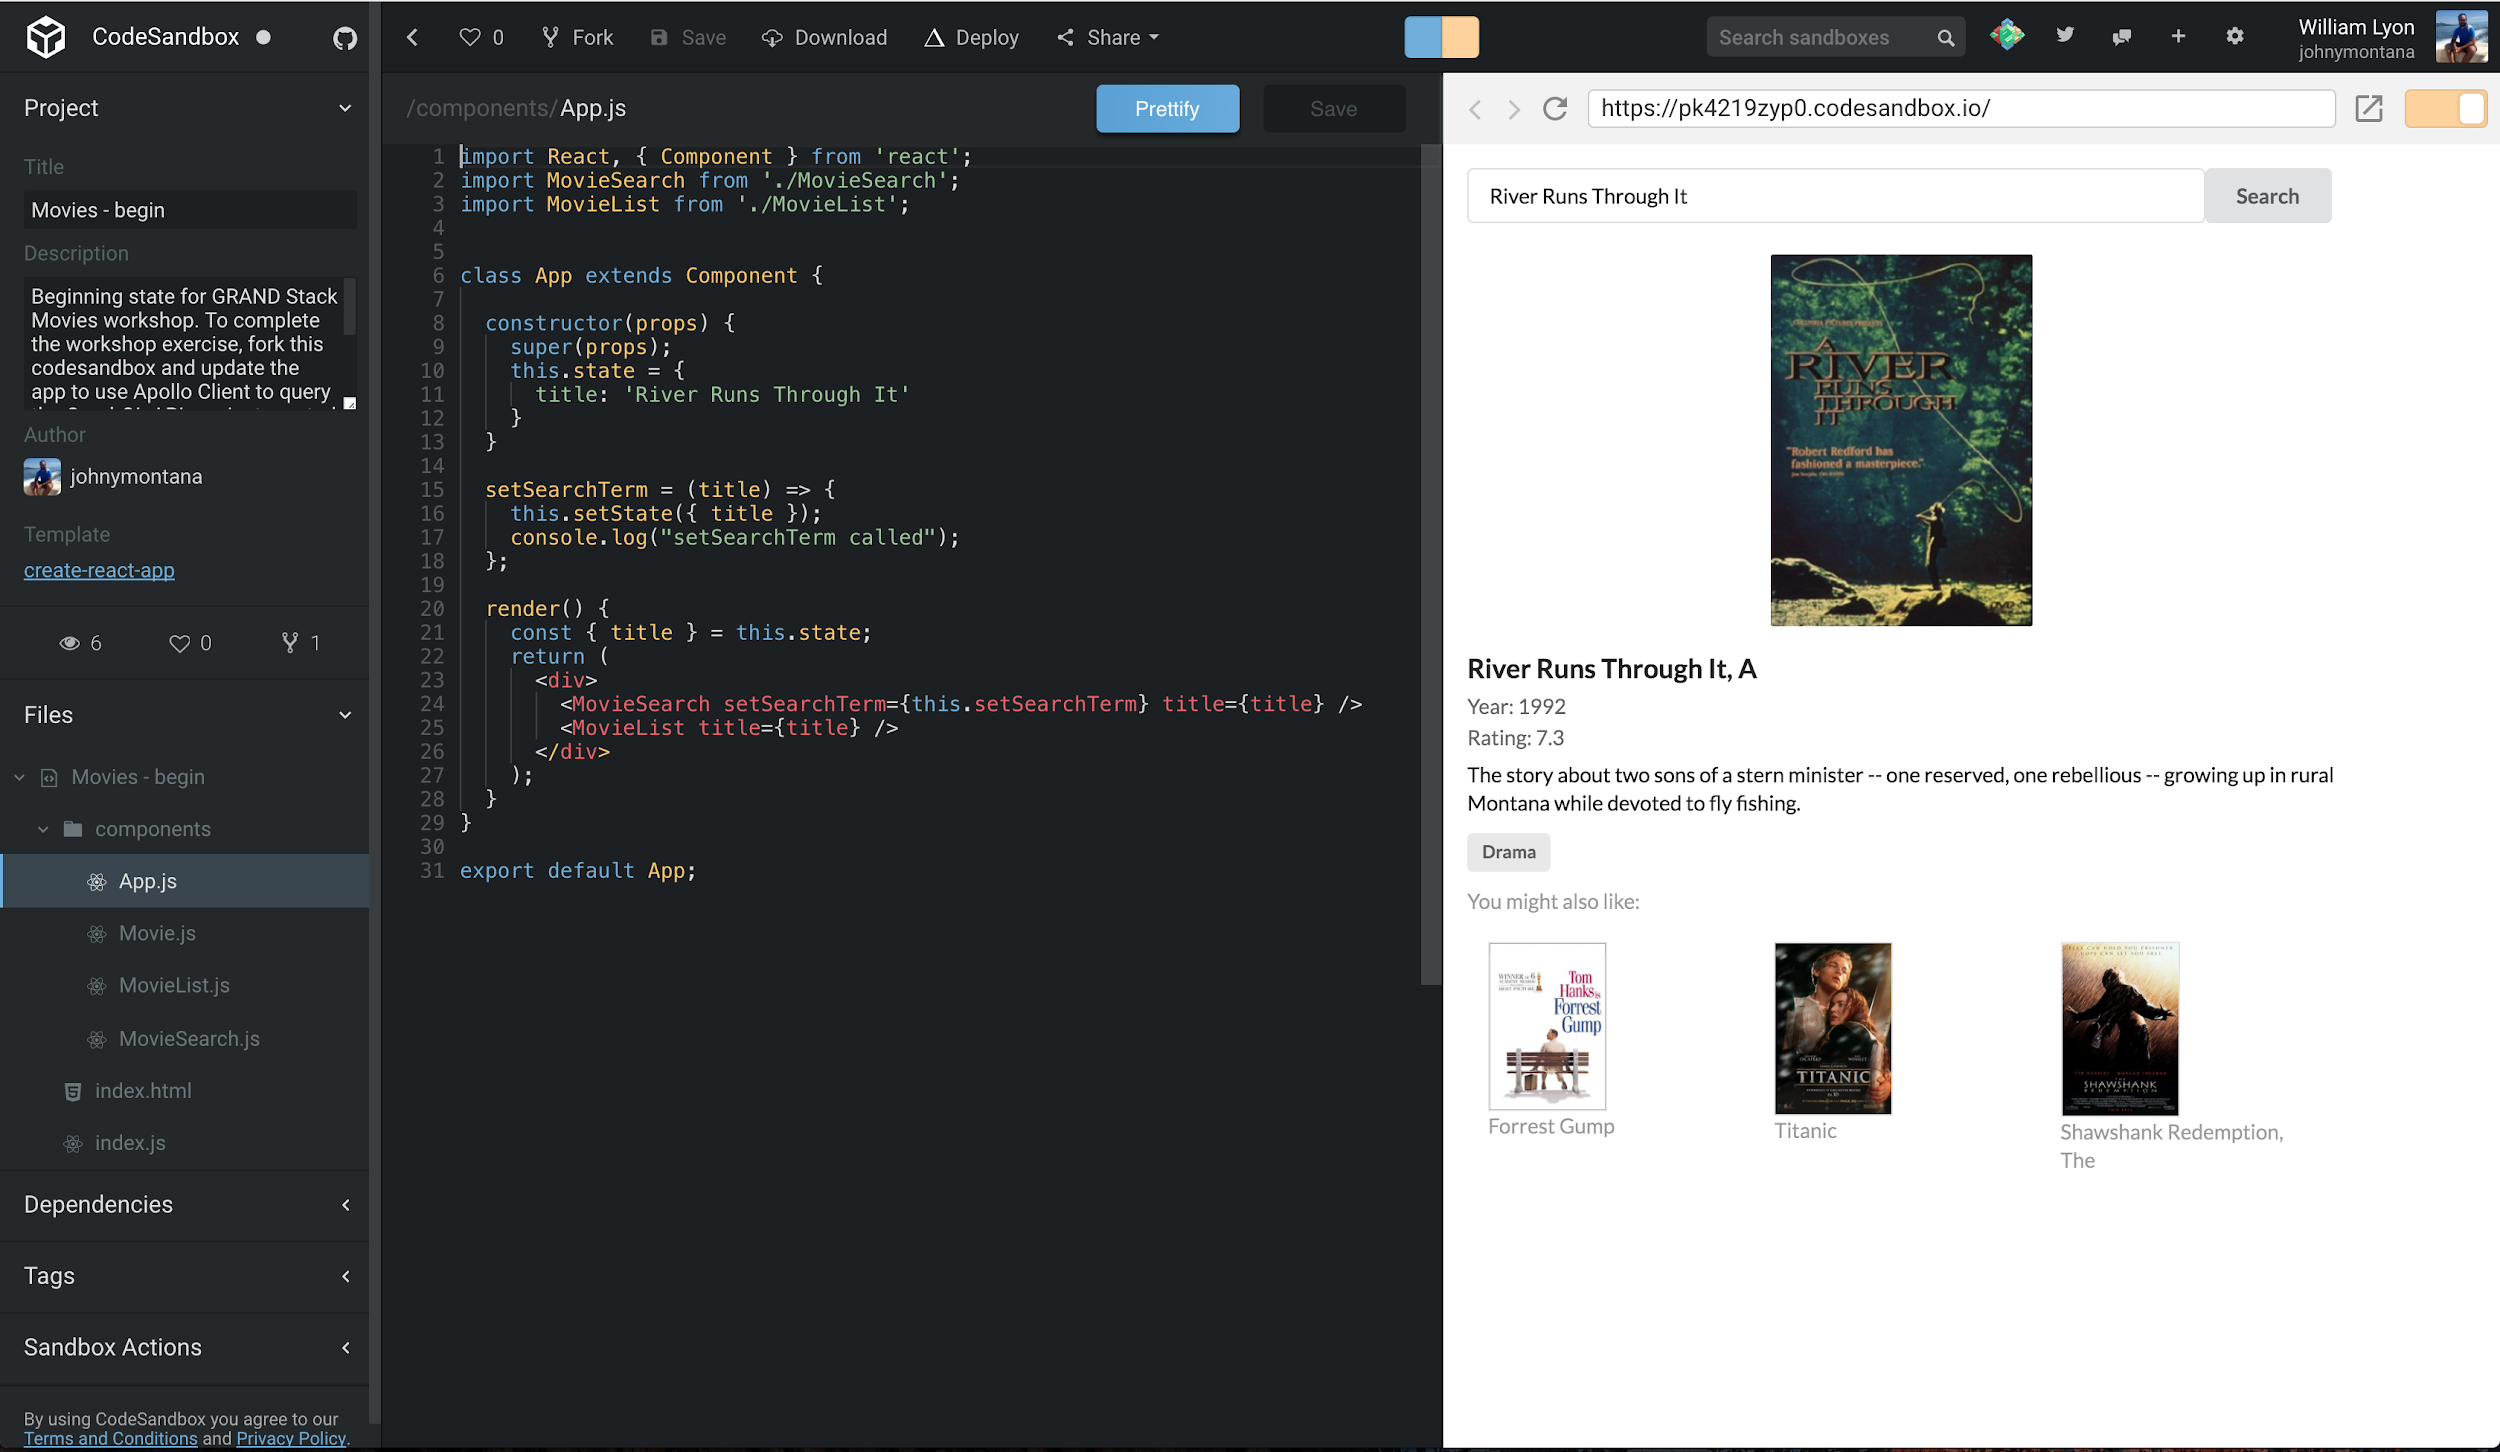 CodeSandbox
0
Fork
Save
Download
Deploy
Share
Search sandboxes
William Lyon
johnymontana
Project
Title
Movies - begin
Description
Beginning state for GRAND Stack
Movies workshop. To complete
the workshop exercise, fork this
codesandbox and update the
app to use Apollo Client to query
Author
johnymontana
Template
create-react-app
6
0
1
Files
Movies - begin
components
App.js
Movie.js
MovieList.js
MovieSearch.js
index.html
index.js
Dependencies
Tags
Sandbox Actions
By using CodeSandbox you agree to our
Terms and Conditions and Privacy Policy.
/components/App.js
Prettify
Save
1 import React, { Component } from 'react';
2 import MovieSearch from './MovieSearch';
3 import MovieList from './MovieList';
4
5
6 class App extends Component {
7
8 constructor(props) {
9 super(props);
10 this.state = {
11 title: 'River Runs Through It'
12 }
13 }
14
15 setSearchTerm = (title) => {
16 this.setState({ title });
17 console.log("setSearchTerm called");
18 };
19
20 render() {
21 const { title } = this.state;
22 return (
23 <div>
24 <MovieSearch setSearchTerm={this.setSearchTerm} title={title} />
25 <MovieList title={title} />
26 </div>
27 );
28 }
29 }
30
31 export default App;
https://pk4219zyp0.codesandbox.io/
River Runs Through It
Search
COLUMBIA PICTURES PRESENTS
A
RIVER
RUNS
THROUGH
IT
"Robert Redford has
fashioned a masterpiece."
River Runs Through It, A
Year: 1992
Rating: 7.3
The story about two sons of a stern minister -- one reserved, one rebellious -- growing up in rural
Montana while devoted to fly fishing.
Drama
You might also like:
WINNER OF 6
ACADEMY AWARDS
BEST PICTURE
Tom
Hanks is
Forrest
Gump
Forrest Gump
TITANIC
Titanic
THE
SHAWSHANK
REDEMPTION
Shawshank Redemption,
The